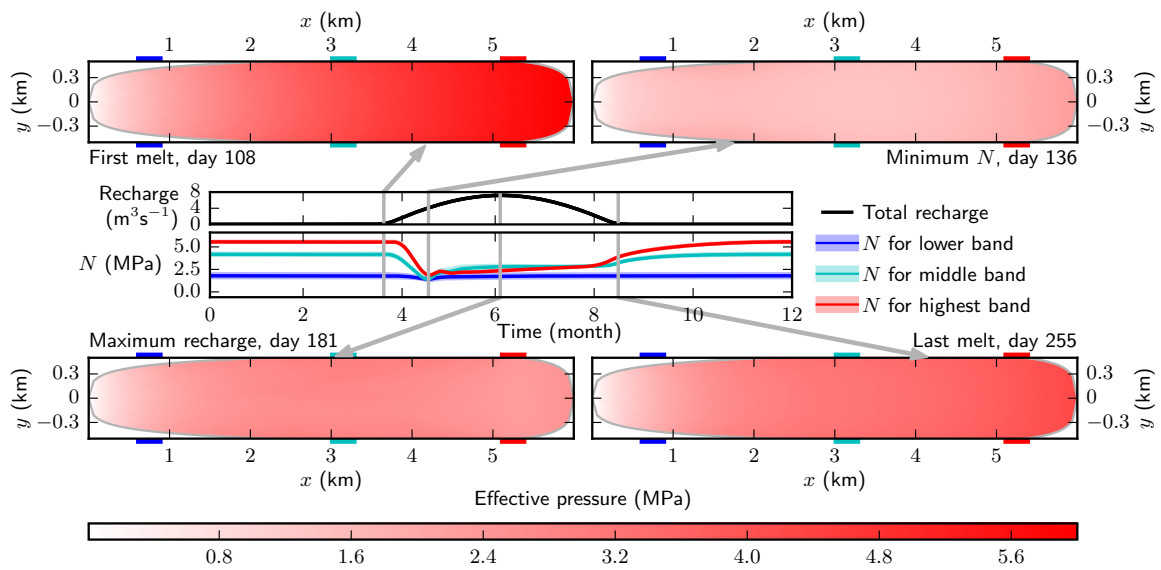 x (km)
x (km)
1 2 3 4 5
1 2 3 4 5
y (km)
0.3
0
−0.3
0.3
0
−0.3
y (km)
First melt, day 108
Minimum N, day 136
Recharge
(m³s⁻¹)
8
4
0
Total recharge
N (MPa)
5.0
2.5
0.0
N for lower band
N for middle band
N for highest band
0 2 4 6 8 10 12
Time (month)
Maximum recharge, day 181
Last melt, day 255
y (km)
0.3
0
−0.3
0.3
0
−0.3
y (km)
1 2 3 4 5
1 2 3 4 5
x (km)
x (km)
Effective pressure (MPa)
0.8 1.6 2.4 3.2 4.0 4.8 5.6